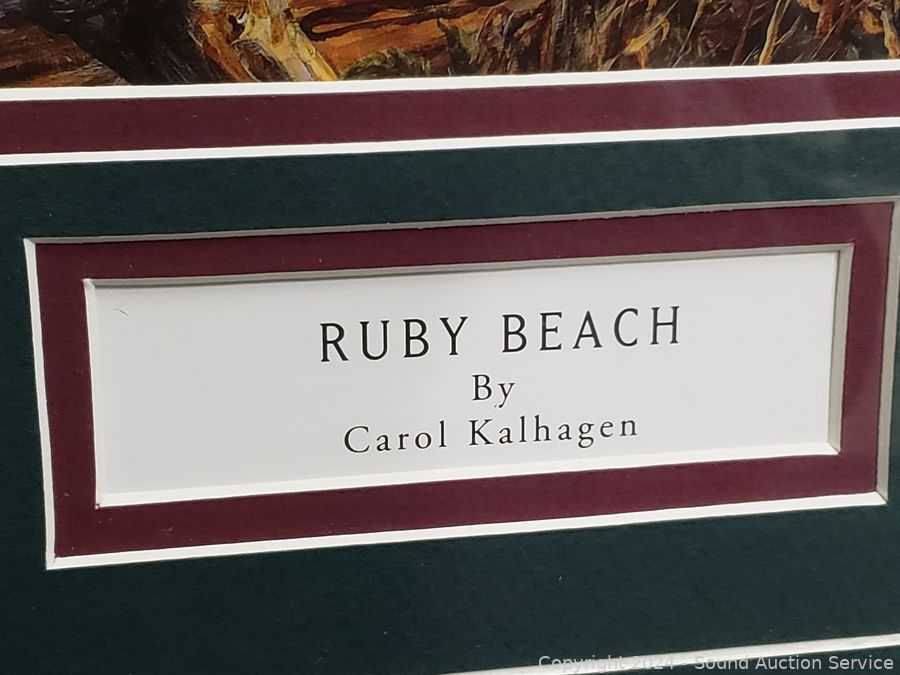 RUBY BEACH
By
Carol Kalhagen
Copyright 2024 - Sound Auction Service